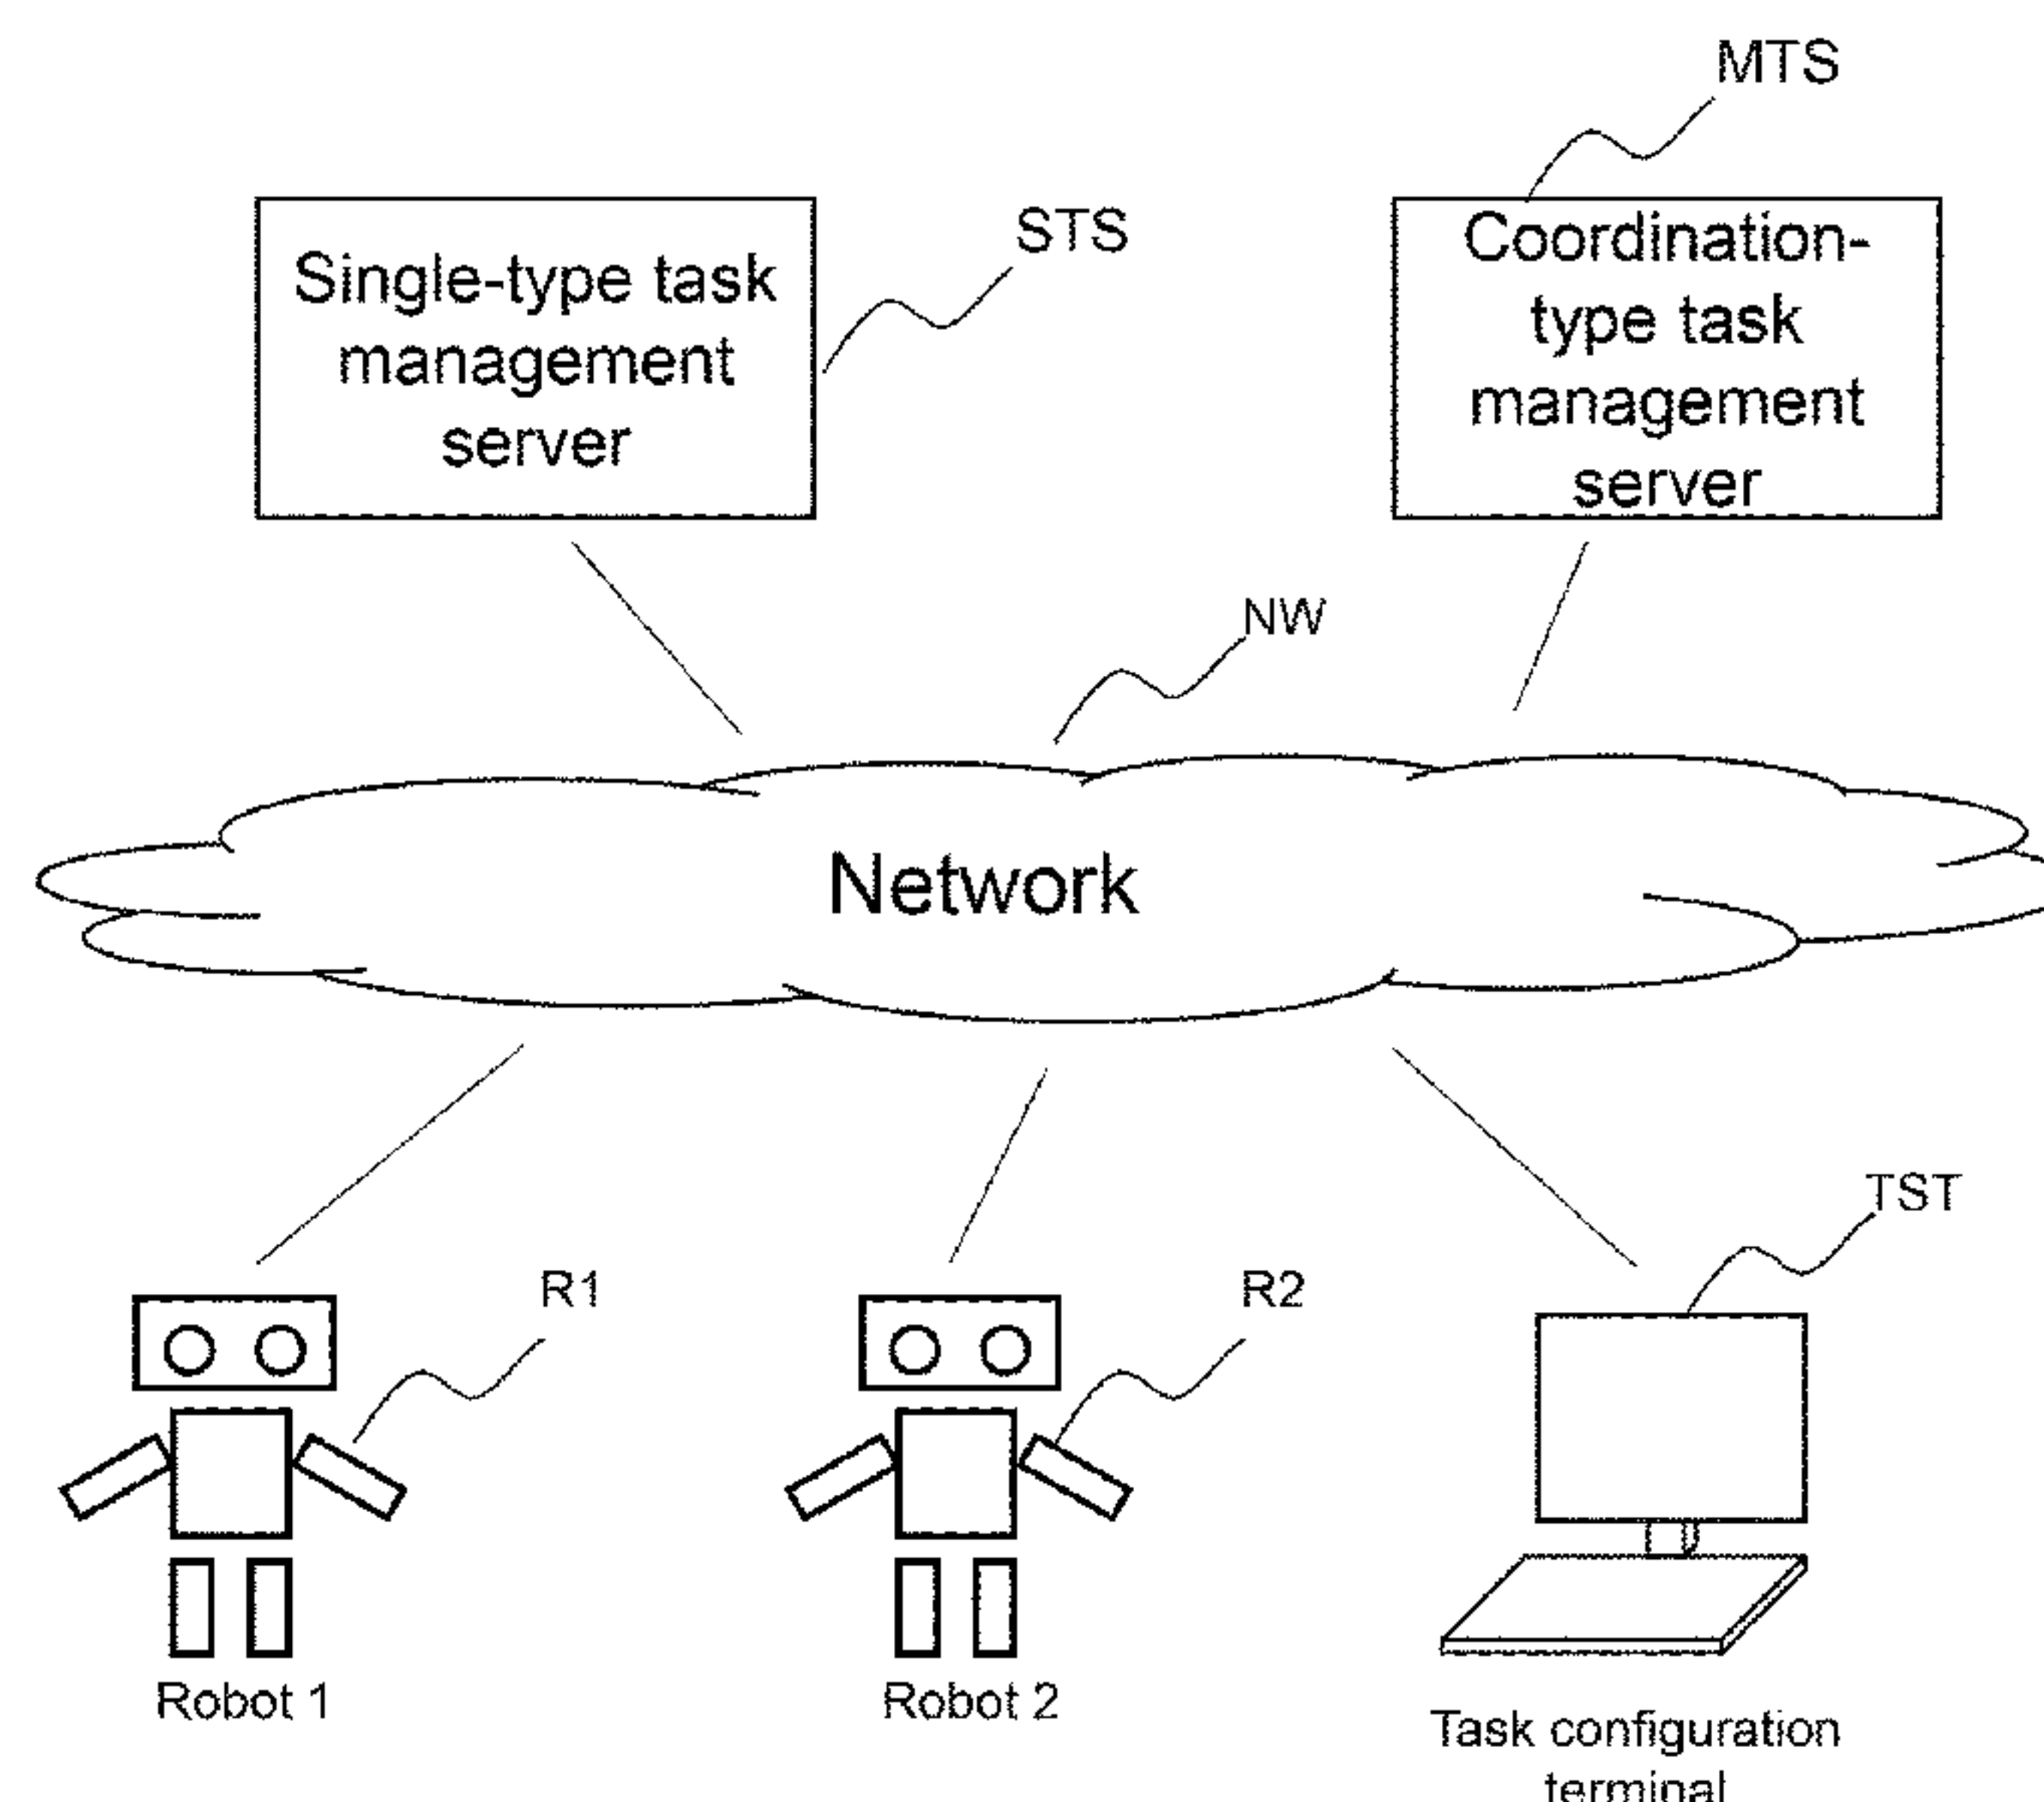 MTS
STS
Single-type task
management
server
Coordination-
type task
management
server
NW
Network
TST
R1
R2
Robot 1
Robot 2
Task configuration
terminal